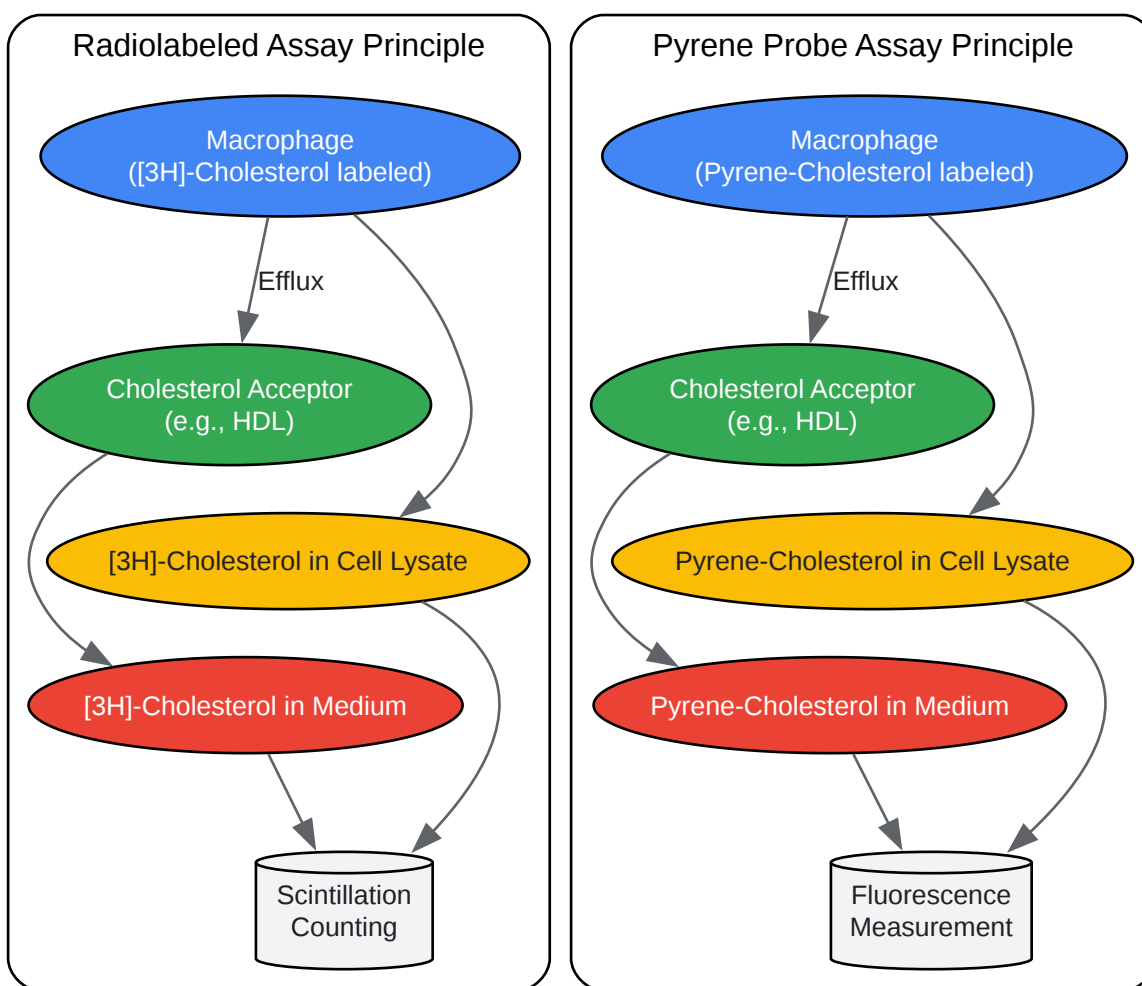 Radiolabeled Assay Principle
Macrophage
([3H]-Cholesterol labeled)
Efflux
Cholesterol Acceptor
(e.g., HDL)
[3H]-Cholesterol in Cell Lysate
[3H]-Cholesterol in Medium
Scintillation
Counting
Pyrene Probe Assay Principle
Macrophage
(Pyrene-Cholesterol labeled)
Efflux
Cholesterol Acceptor
(e.g., HDL)
Pyrene-Cholesterol in Cell Lysate
Pyrene-Cholesterol in Medium
Fluorescence
Measurement